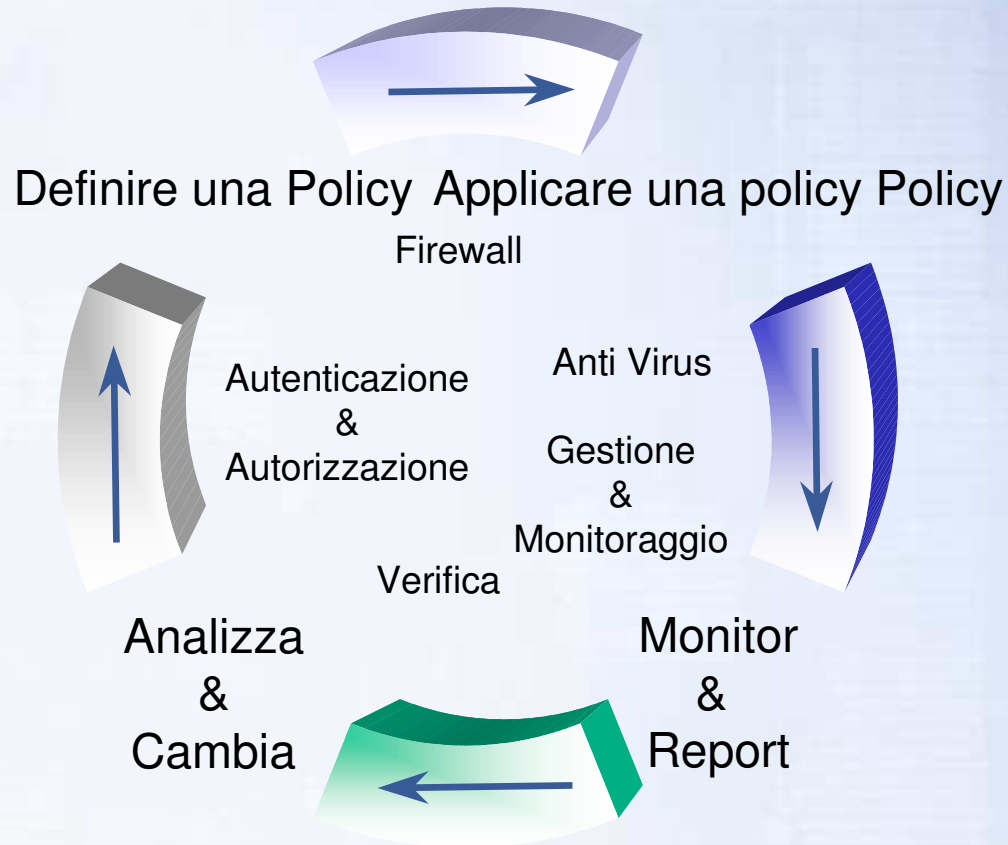 Definire una Policy Applicare una policy Policy
Firewall
Autenticazione
&
Autorizzazione
Anti Virus
Gestione
&
Monitoraggio
Verifica
Analizza
&
Cambia
Monitor
&
Report